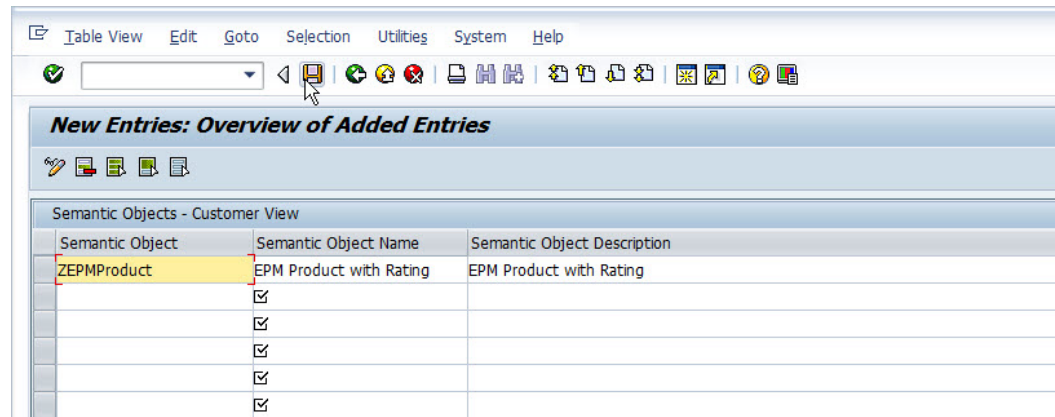 Table View Edit Goto Selection Utilities System Help
New Entries: Overview of Added Entries
Semantic Objects - Customer View
Semantic Object Semantic Object Name Semantic Object Description
ZEPMProduct EPM Product with Rating EPM Product with Rating